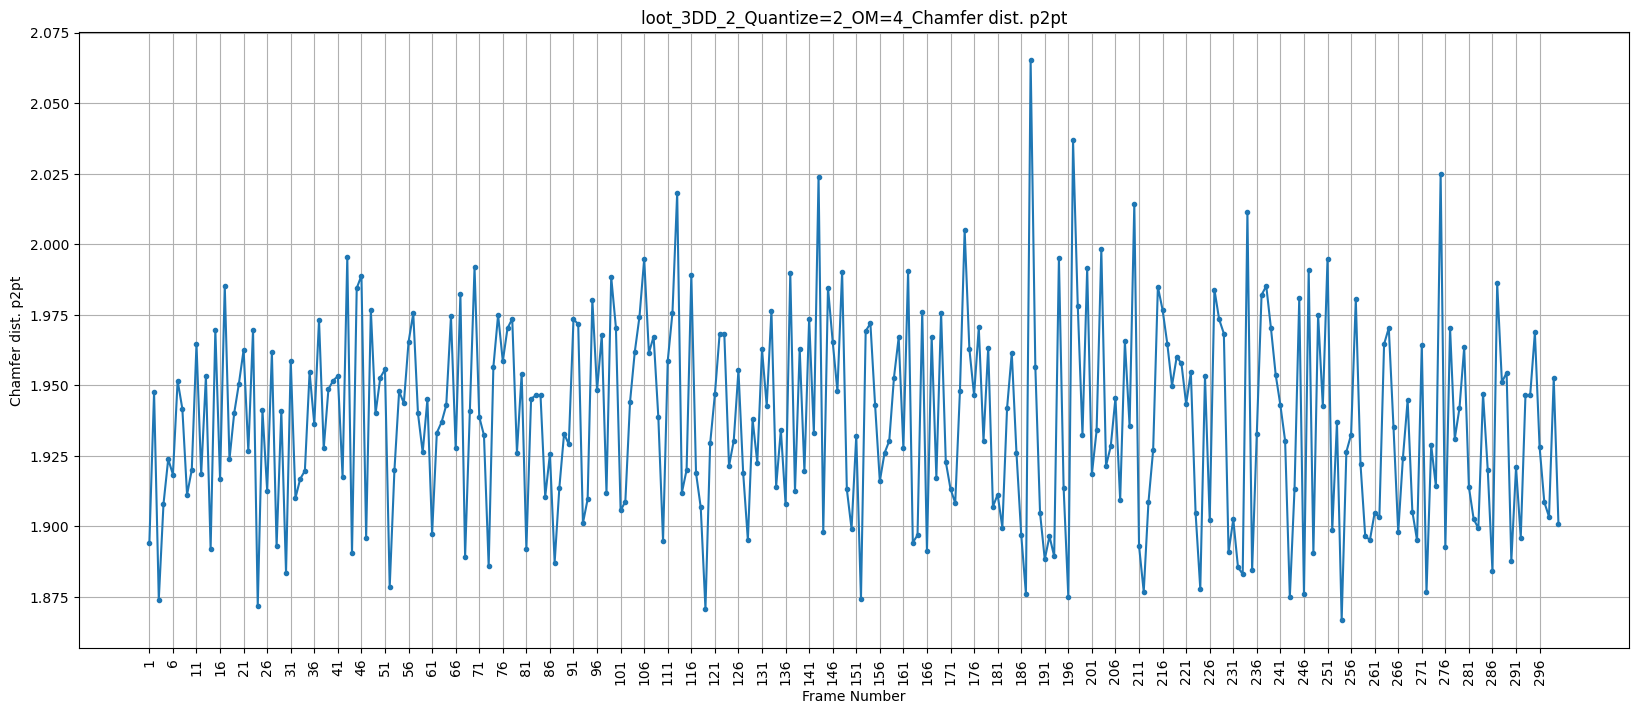 loot_3DD_2_Quantize=2_OM=4_Chamfer dist. p2pt
Chamfer dist. p2pt
2.075
2.050
2.025
2.000
1.975
1.950
1.925
1.900
1.875
1 6 11 16 21 26 31 36 41 46 51 56 61 66 71 76 81 86 91 96 101 106 111 116 121 126 131 136 141 146 151 156 161 166 171 176 181 186 191 196 201 206 211 216 221 226 231 236 241 246 251 256 261 266 271 276 281 286 291 296
Frame Number